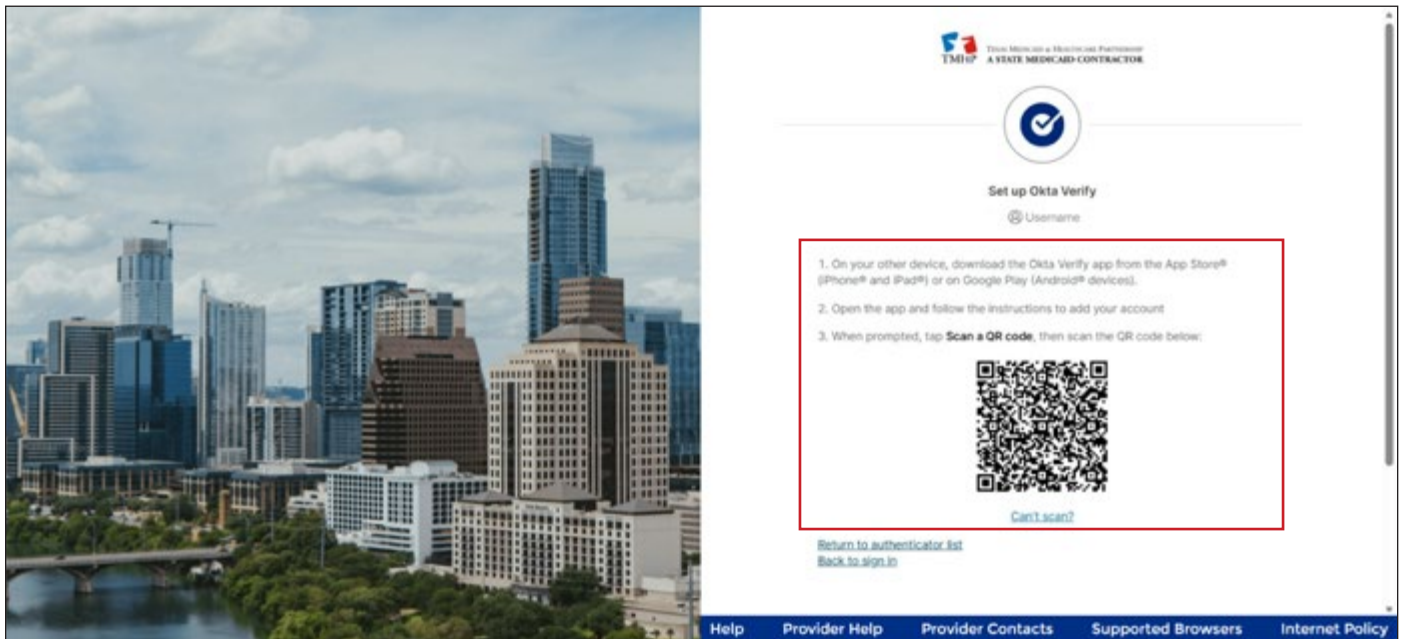 TMHP
TEXAS MEDICAID & HEALTHCARE PARTNERSHIP
A STATE MEDICAID CONTRACTOR
Set up Okta Verify
Username
1. On your other device, download the Okta Verify app from the App Store®
(iPhone® and iPad®) or on Google Play (Android® devices).
2. Open the app and follow the instructions to add your account
3. When prompted, tap Scan a QR code, then scan the QR code below:
Can't scan?
Return to authenticator list
Back to sign in
Help Provider Help Provider Contacts Supported Browsers Internet Policy